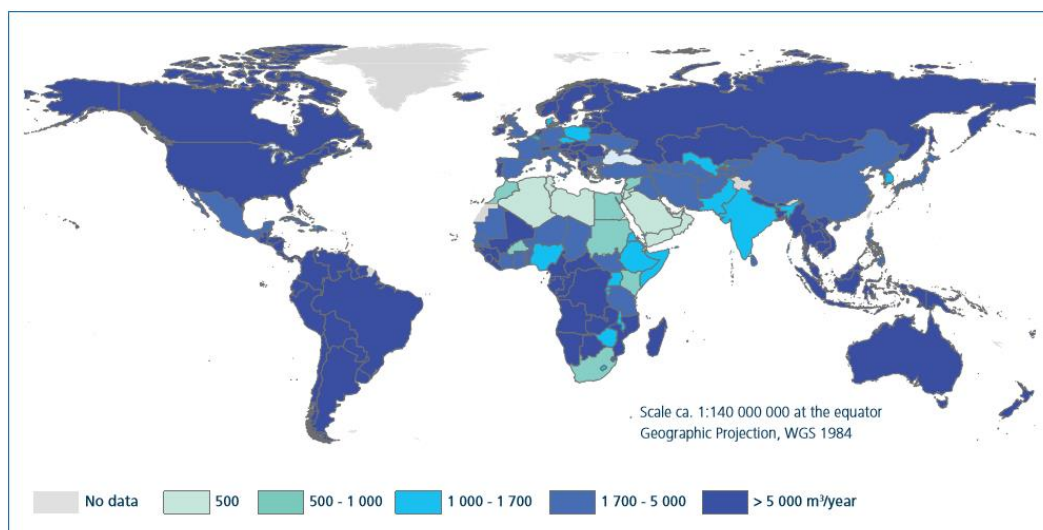 Scale ca. 1:140 000 000 at the equator
Geographic Projection, WGS 1984
No data 500 500 - 1 000 1 000 - 1 700 1 700 - 5 000 > 5 000 m³/year